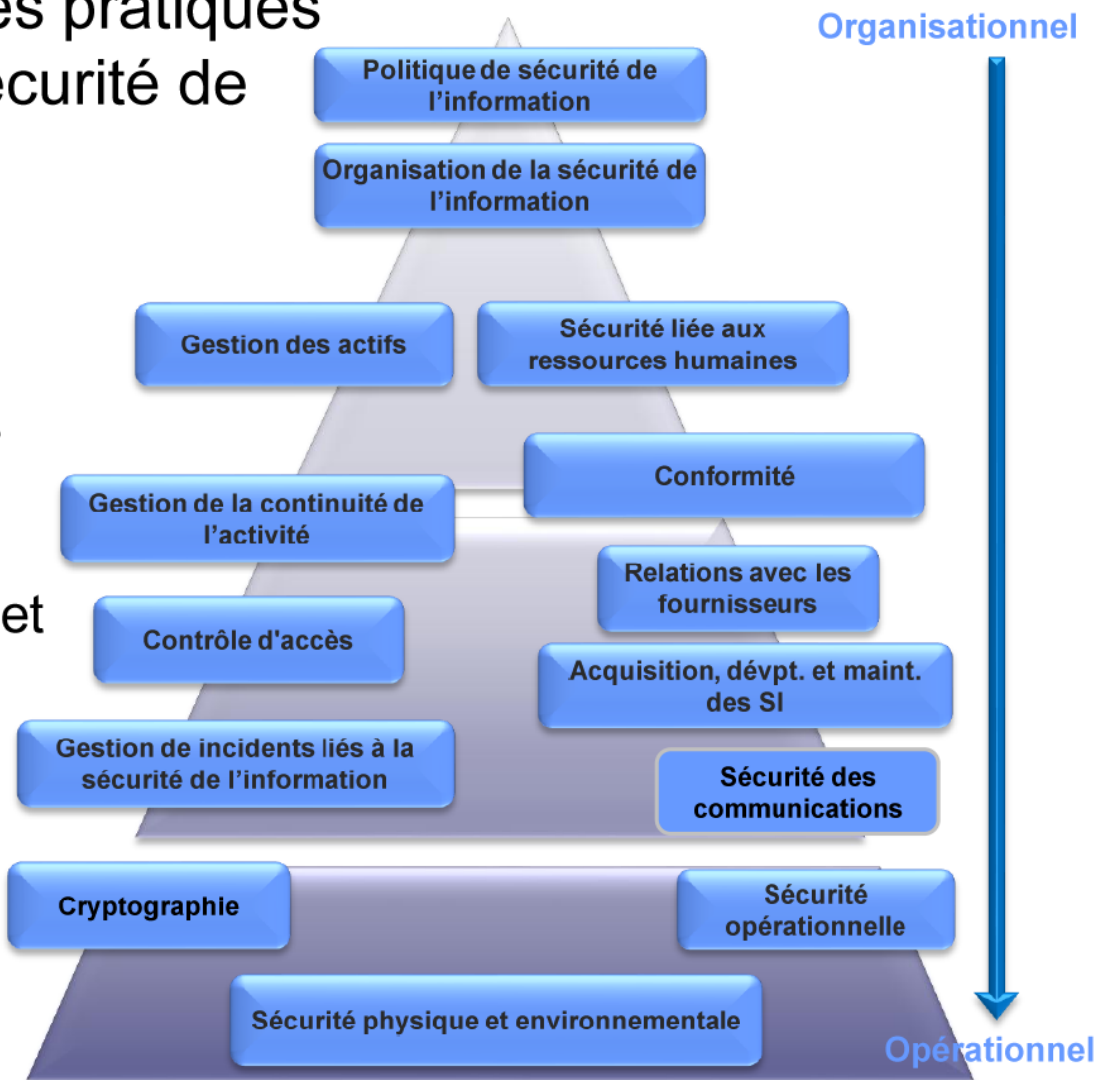 es pratiques
écurité de
et
Organisationnel
Politique de sécurité de
l'information
Organisation de la sécurité de
l'information
Gestion des actifs
Sécurité liée aux
ressources humaines
Conformité
Gestion de la continuité de
l'activité
Relations avec les
fournisseurs
Contrôle d'accès
Acquisition, dévpt. et maint.
des SI
Gestion de incidents liés à la
sécurité de l'information
Sécurité des
communications
Cryptographie
Sécurité
opérationnelle
Sécurité physique et environnementale
Opérationnel